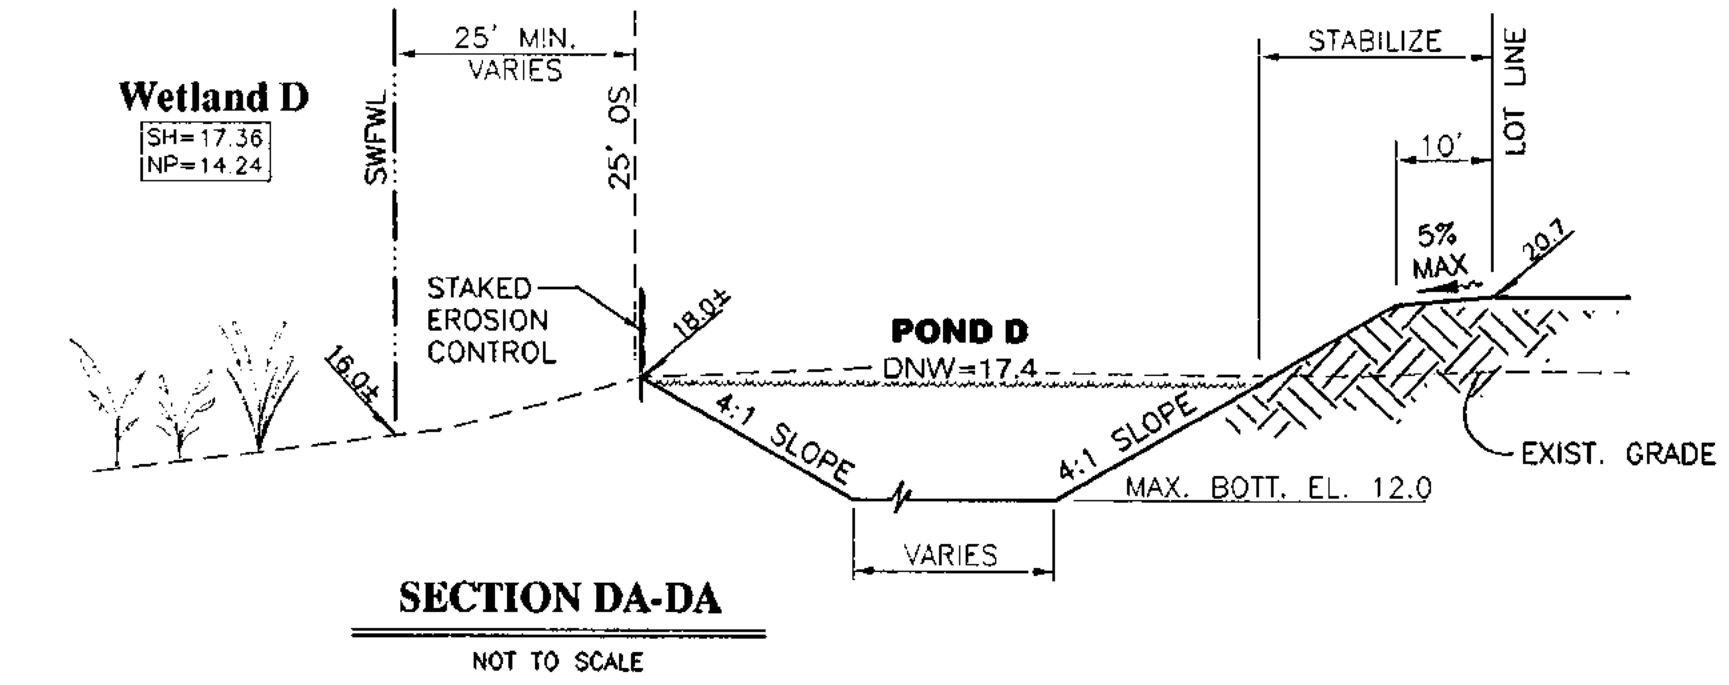 25' MIN.
VARIES
STABILIZE
LOT LINE
Wetland D
SH=17.36
NP=14.24
SWFWL
25' OS
10'
5%
MAX
20.7
STAKED
EROSION
CONTROL
18.0±
16.0±
POND D
DNW=17.4
4:1 SLOPE
4:1 SLOPE
EXIST. GRADE
MAX. BOTT. EL. 12.0
VARIES
SECTION DA-DA
NOT TO SCALE